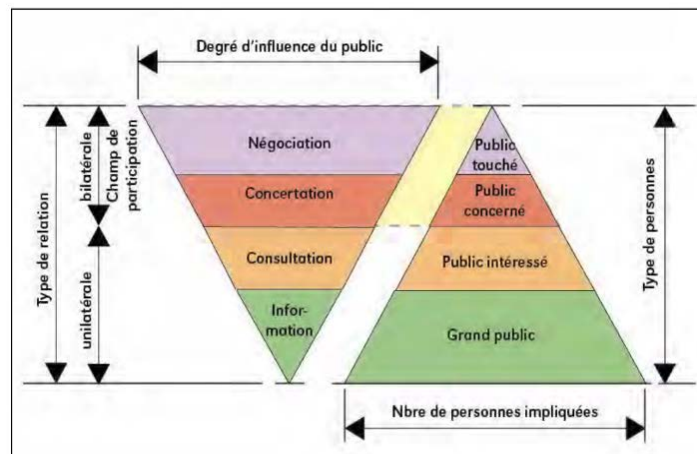 Degré d'influence du public
Type de relation
bilatérale
Champ de
participation
unilatérale
Négociation
Concertation
Consultation
Infor-
mation
Public
touché
Public
concerné
Public intéressé
Grand public
Type de personnes
Nbre de personnes impliquées